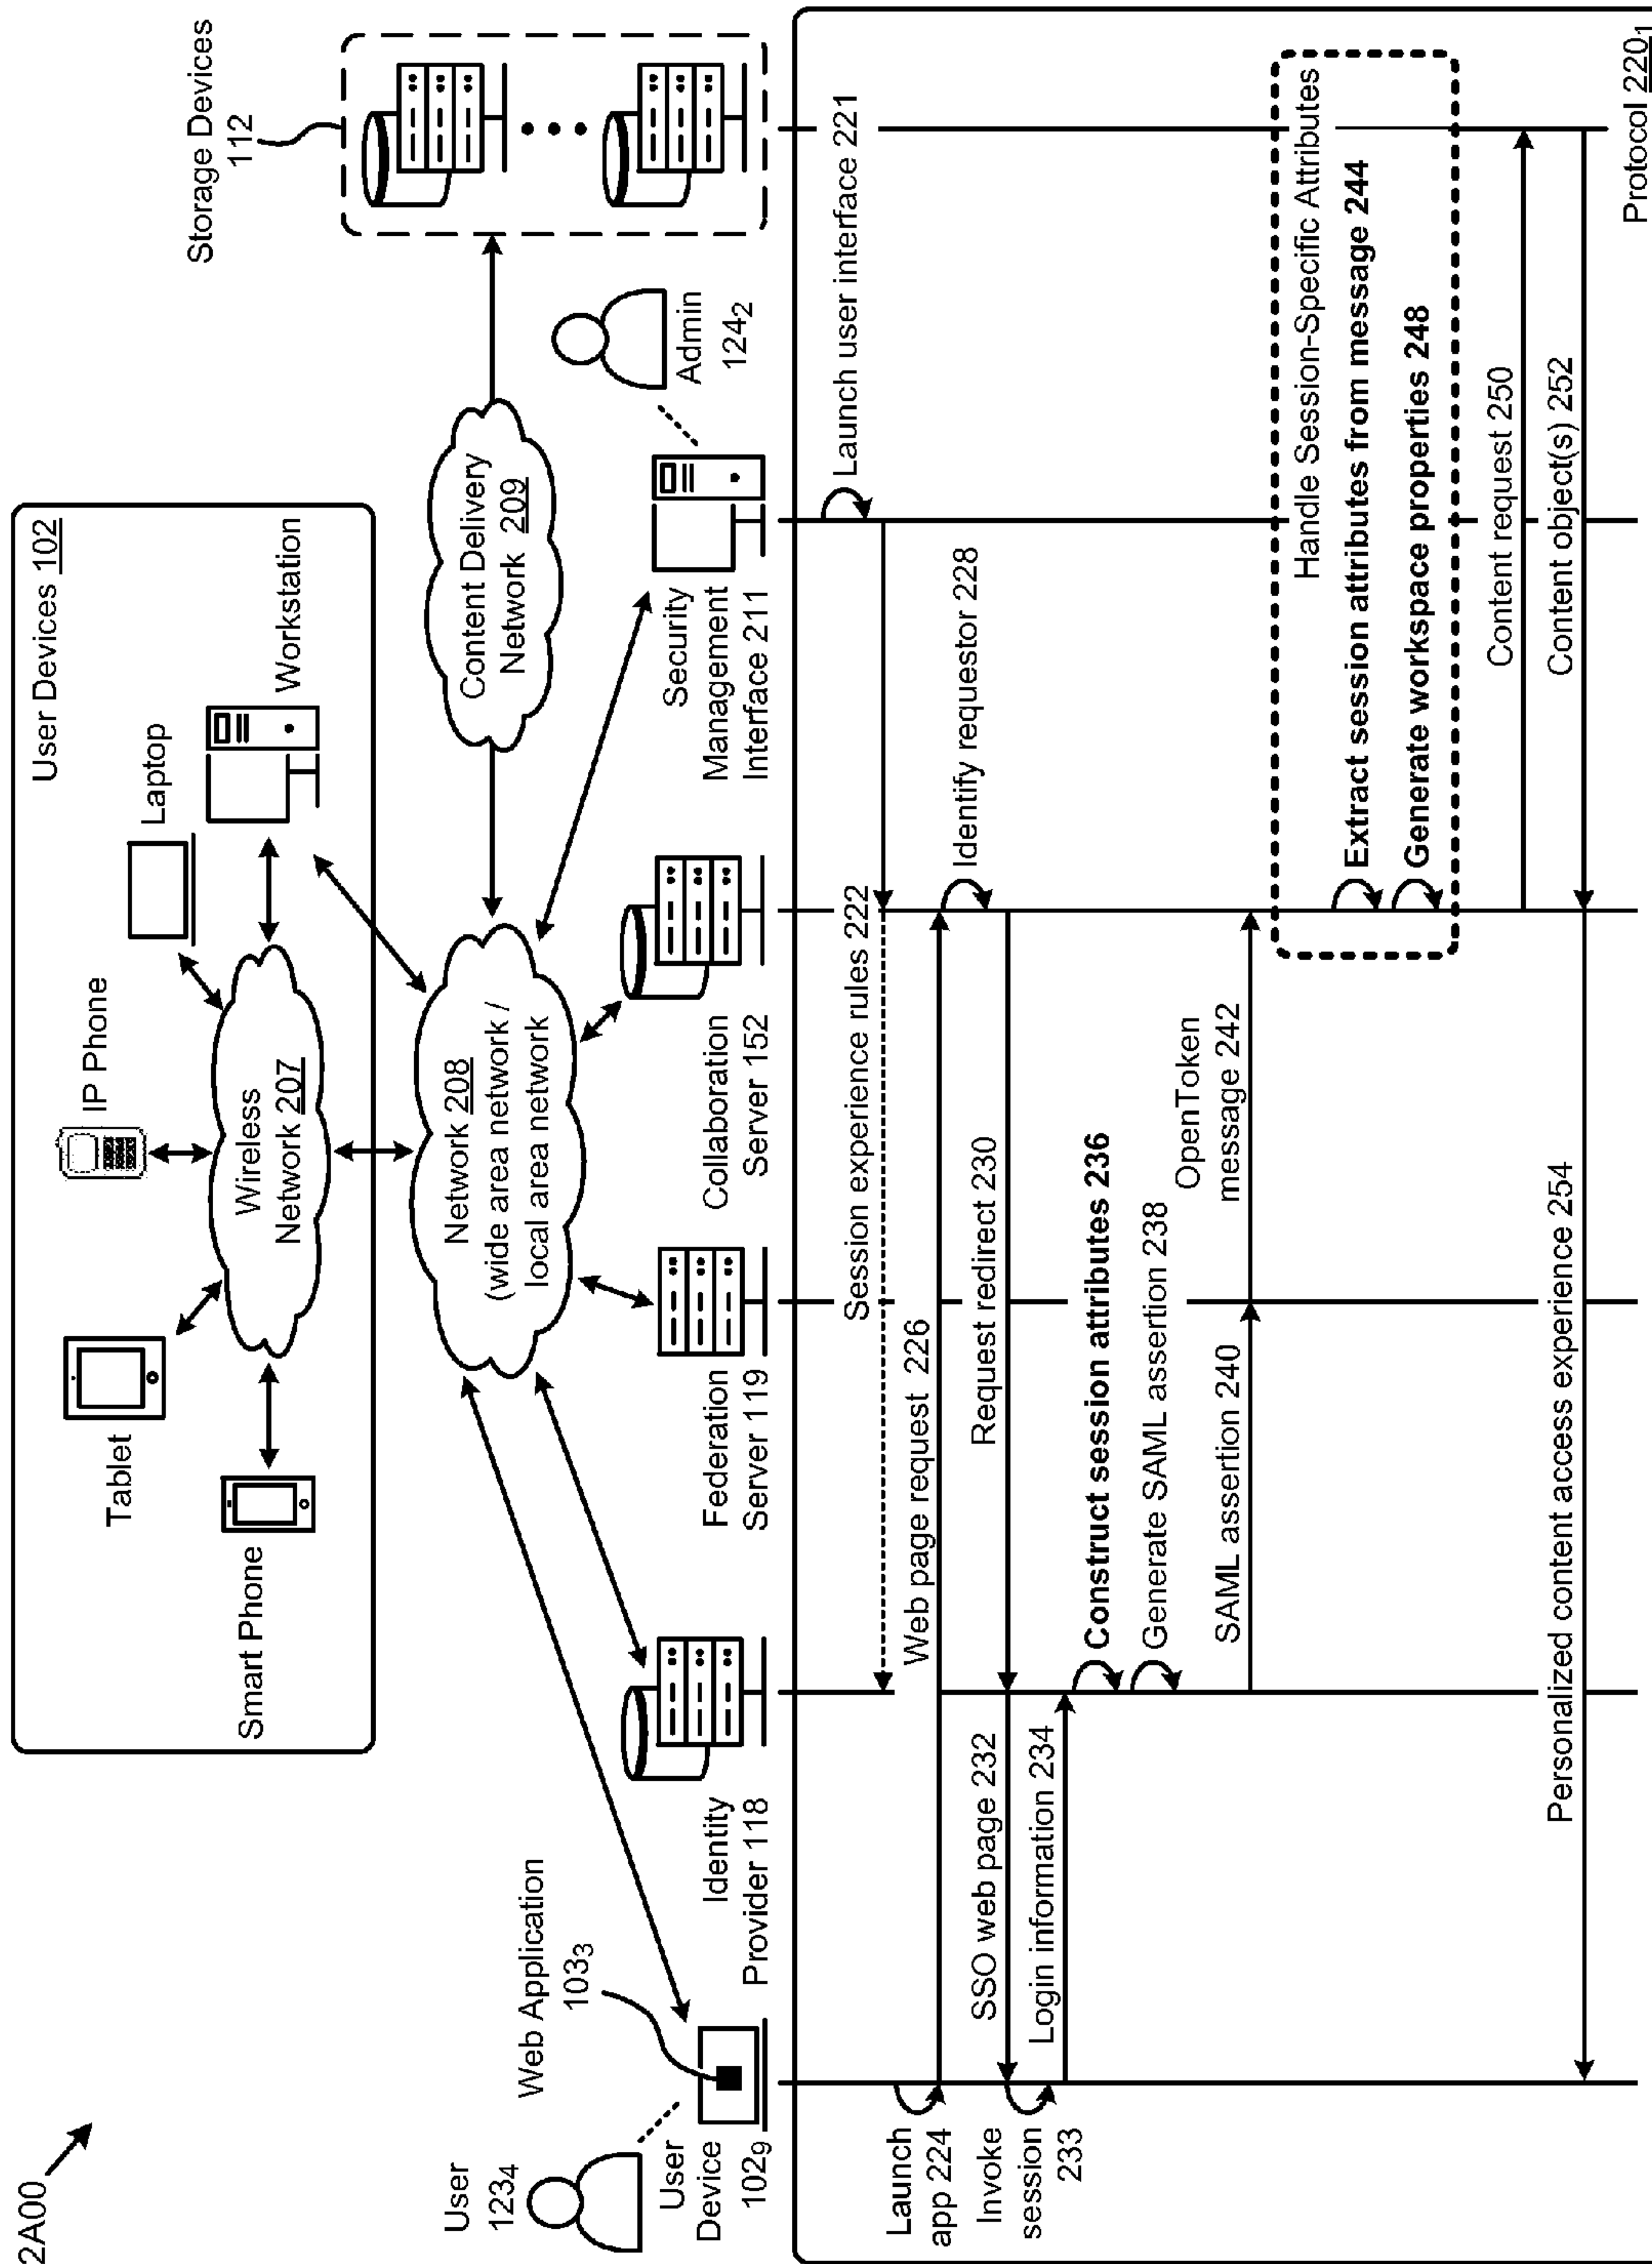 2A00
User Devices 102
Tablet
IP Phone
Laptop
Smart Phone
Wireless
Network 207
Workstation
Storage Devices
112
Network 208
(wide area network /
local area network
Content Delivery
Network 209
User
123₄
Web Application
103₃
User
Device
102₉
Identity
Provider 118
Federation
Server 119
Collaboration
Server 152
Security
Management
Interface 211
Admin
124₂
Launch user interface 221
Session experience rules 222
Launch
app 224
Web page request 226
Identify requestor 228
Request redirect 230
SSO web page 232
Invoke
session
233
Login information 234
Construct session attributes 236
Generate SAML assertion 238
SAML assertion 240
OpenToken
message 242
Handle Session-Specific Attributes
Extract session attributes from message 244
Generate workspace properties 248
Content request 250
Content object(s) 252
Personalized content access experience 254
Protocol 220₁